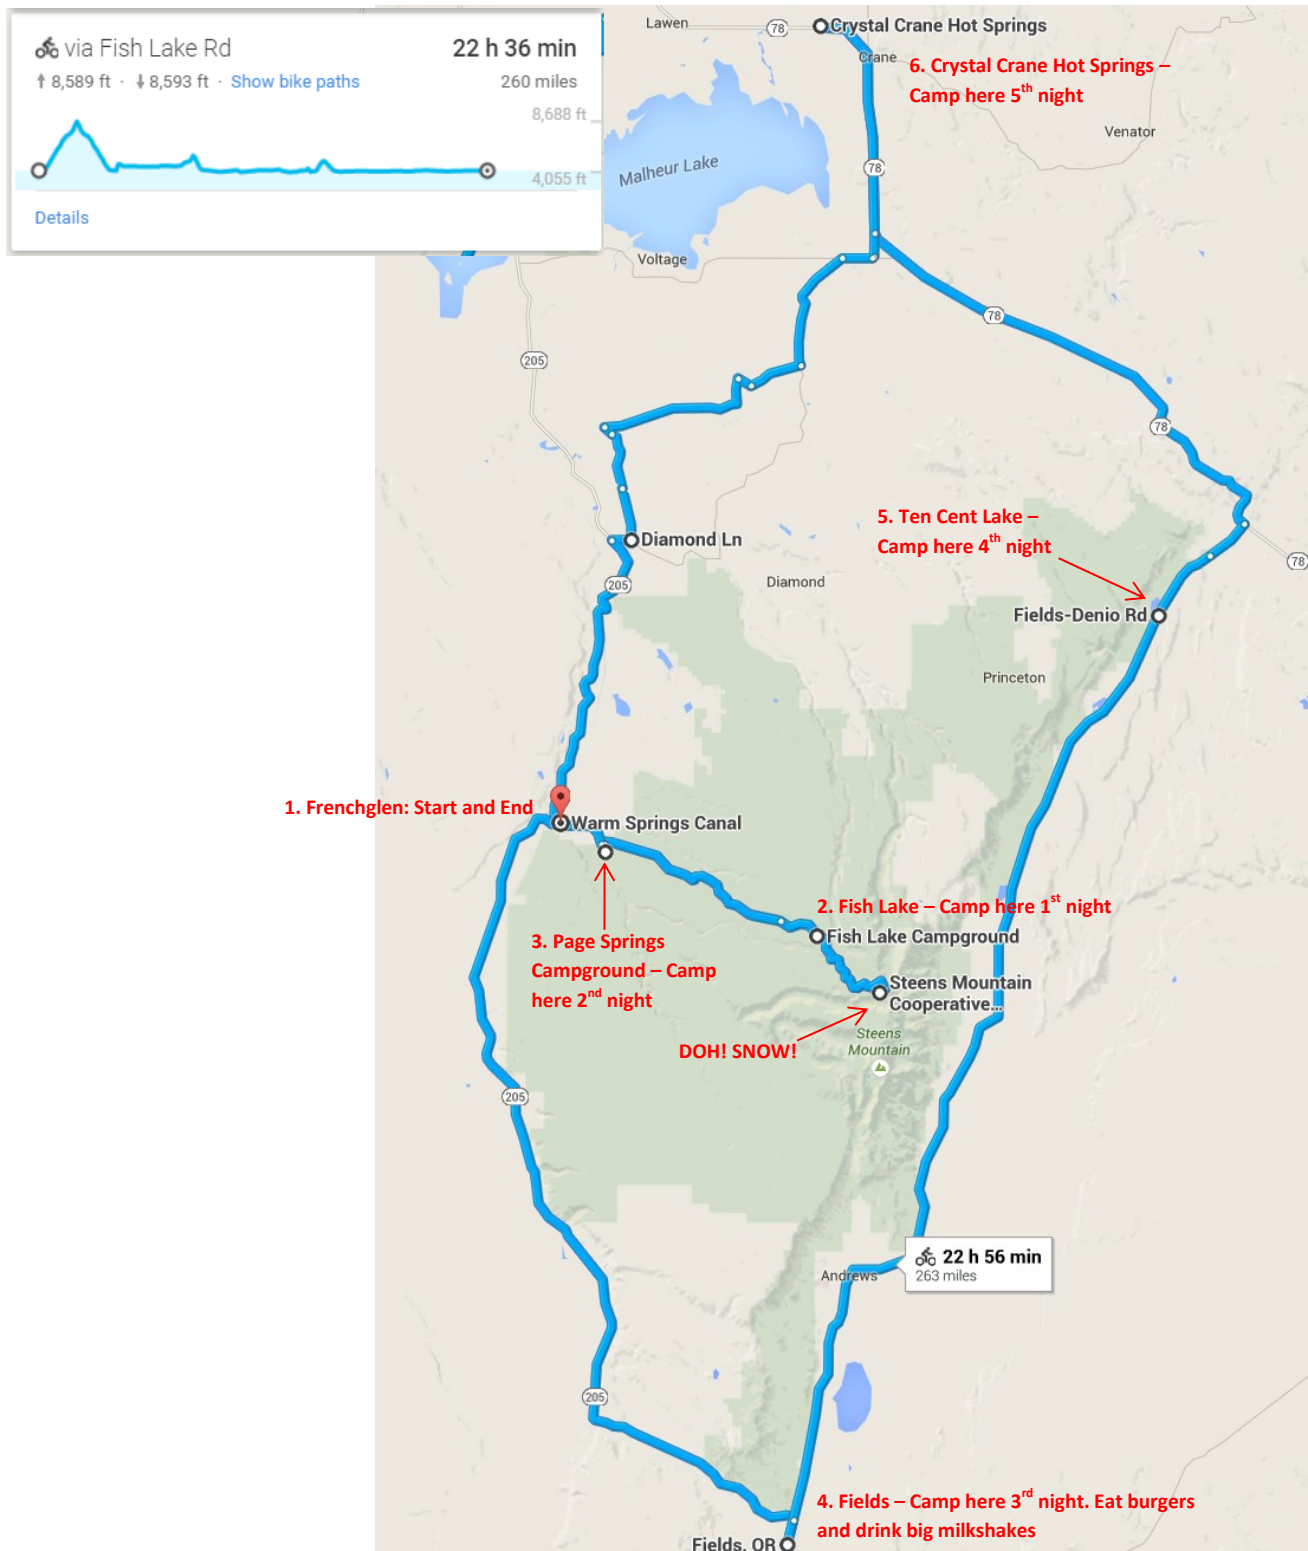 via Fish Lake Rd 22 h 36 min
↑ 8,589 ft · ↓ 8,593 ft · Show bike paths 260 miles
8,688 ft
4,055 ft
Details
Lawen
78
Crystal Crane Hot Springs
Crane
6. Crystal Crane Hot Springs –
Camp here 5th night
Venator
Malheur Lake
78
Voltage
78
205
78
5. Ten Cent Lake –
Camp here 4th night
Diamond Ln
78
Diamond
205
Fields-Denio Rd
Princeton
1. Frenchglen: Start and End
Warm Springs Canal
2. Fish Lake – Camp here 1st night
Fish Lake Campground
3. Page Springs
Campground – Camp
here 2nd night
Steens Mountain
Cooperative...
DOH! SNOW!
Steens
Mountain
205
22 h 56 min
263 miles
Andrews
205
4. Fields – Camp here 3rd night. Eat burgers
and drink big milkshakes
Fields, OR